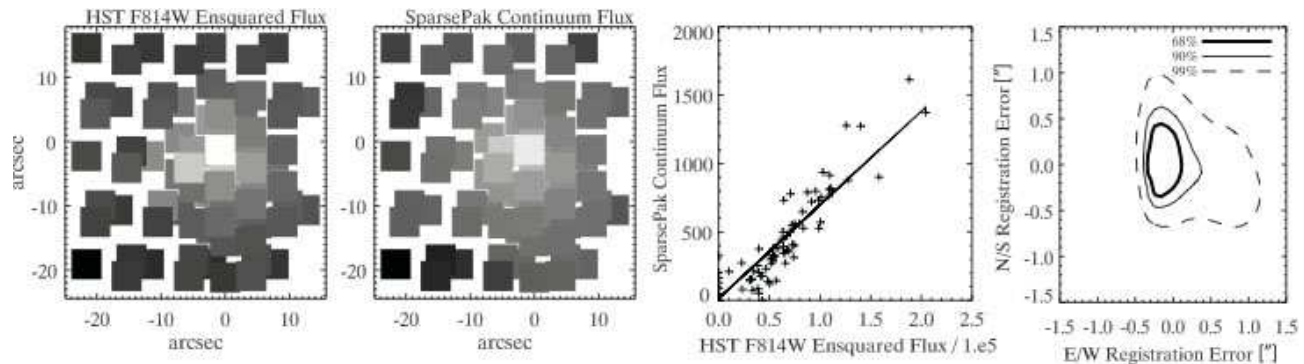 HST F814W Ensquared Flux
10
0
-10
-20
arcsec
-20 -10 0 10
arcsec
SparsePak Continuum Flux
10
0
-10
-20
-20 -10 0 10
arcsec
2000
1500
1000
500
0
SparsePak Continuum Flux
0.0 0.5 1.0 1.5 2.0 2.5
HST F814W Ensquared Flux / 1.e5
68%
90%
99%
1.5
1.0
0.5
0.0
-0.5
-1.0
-1.5
N/S Registration Error ["]
-1.5 -1.0 -0.5 0.0 0.5 1.0 1.5
E/W Registration Error ["]